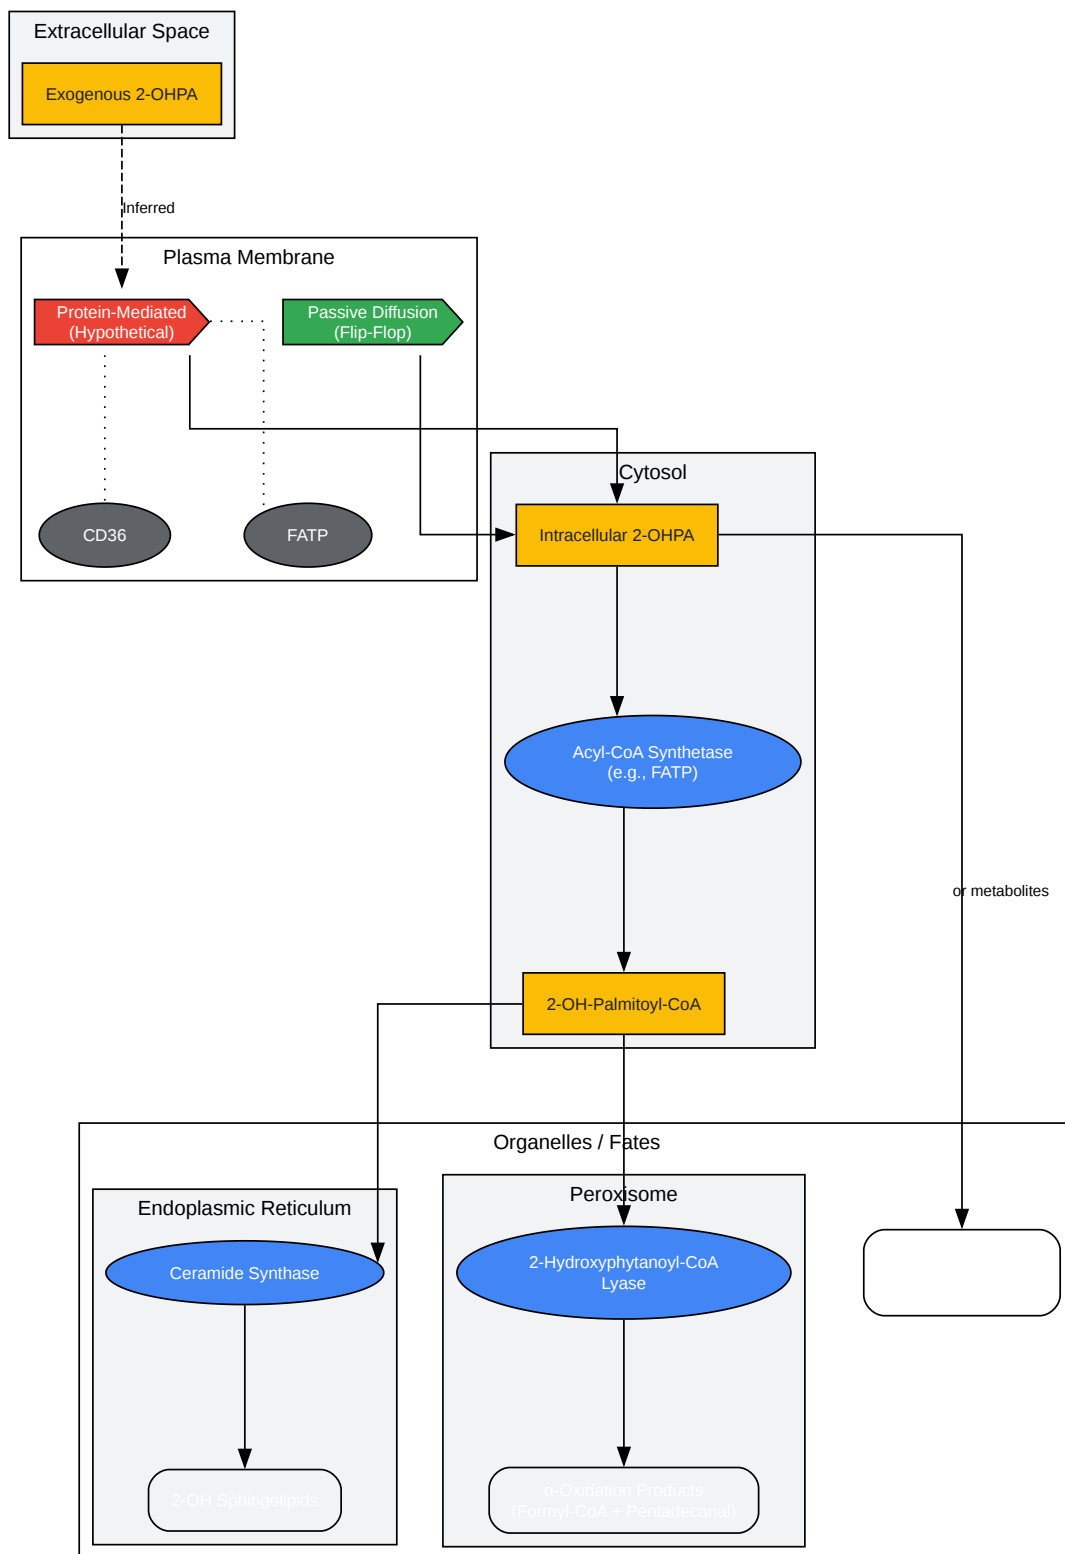 Extracellular Space
Exogenous 2-OHPA
Inferred
Plasma Membrane
Protein-Mediated
(Hypothetical)
Passive Diffusion
(Flip-Flop)
CD36
FATP
Cytosol
Intracellular 2-OHPA
Acyl-CoA Synthetase
(e.g., FATP)
or metabolites
2-OH-Palmitoyl-CoA
Organelles / Fates
Endoplasmic Reticulum
Ceramide Synthase
2-OH Sphingolipids
Peroxisome
2-Hydroxyphytanoyl-CoA
Lyase
α-Oxidation Products
(Formyl-CoA + Pentadecanal)